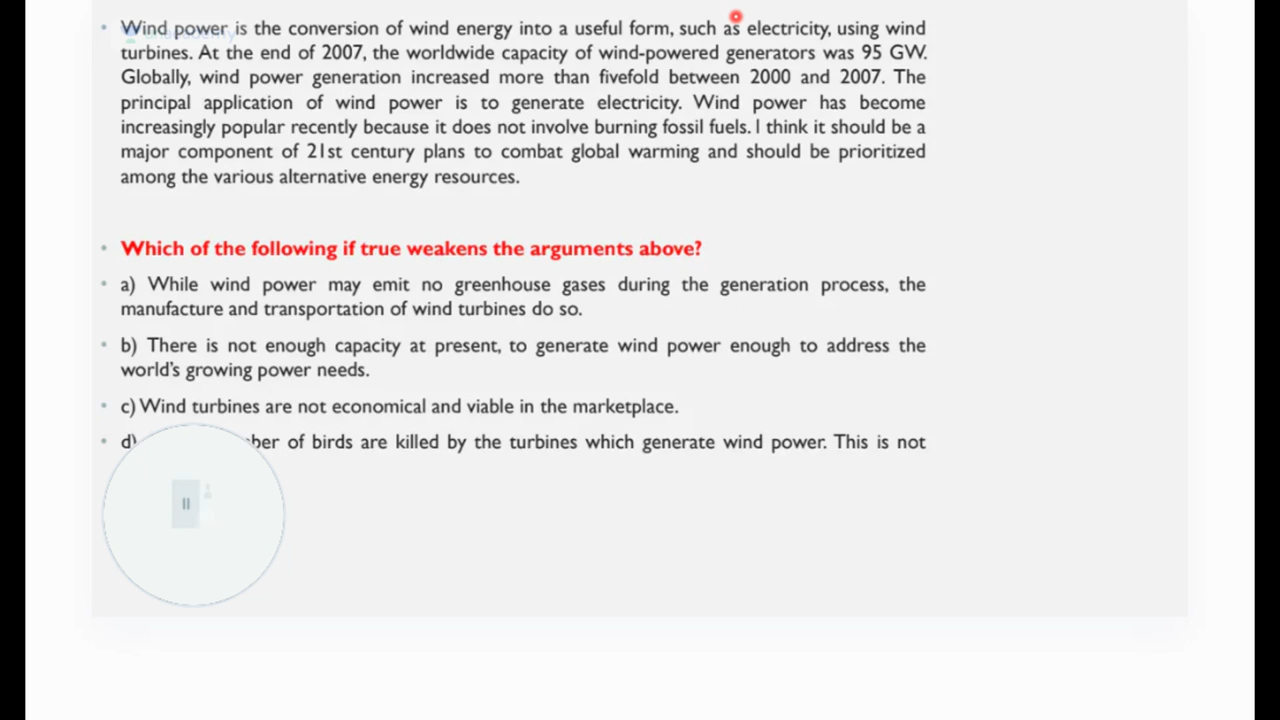 • Wind power is the conversion of wind energy into a useful form, such as electricity, using wind
turbines. At the end of 2007, the worldwide capacity of wind-powered generators was 95 GW.
Globally, wind power generation increased more than fivefold between 2000 and 2007. The
principal application of wind power is to generate electricity. Wind power has become
increasingly popular recently because it does not involve burning fossil fuels. I think it should be a
major component of 21st century plans to combat global warming and should be prioritized
among the various alternative energy resources.
• Which of the following if true weakens the arguments above?
• a) While wind power may emit no greenhouse gases during the generation process, the
manufacture and transportation of wind turbines do so.
• b) There is not enough capacity at present, to generate wind power enough to address the
world's growing power needs.
• c) Wind turbines are not economical and viable in the marketplace.
• d) of birds are killed by the turbines which generate wind power. This is not